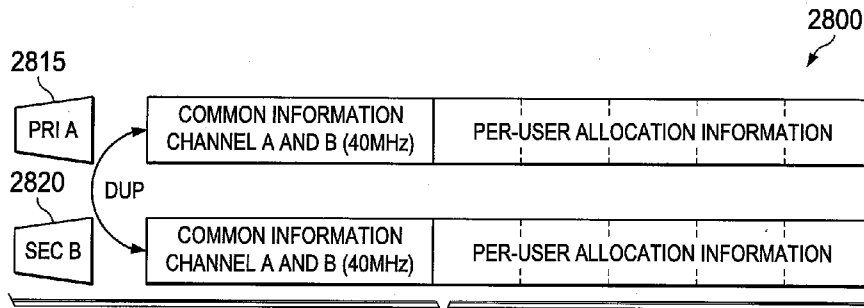 2800
2815
PRI A
COMMON INFORMATION
CHANNEL A AND B (40MHz)
PER-USER ALLOCATION INFORMATION
DUP
2820
SEC B
COMMON INFORMATION
CHANNEL A AND B (40MHz)
PER-USER ALLOCATION INFORMATION